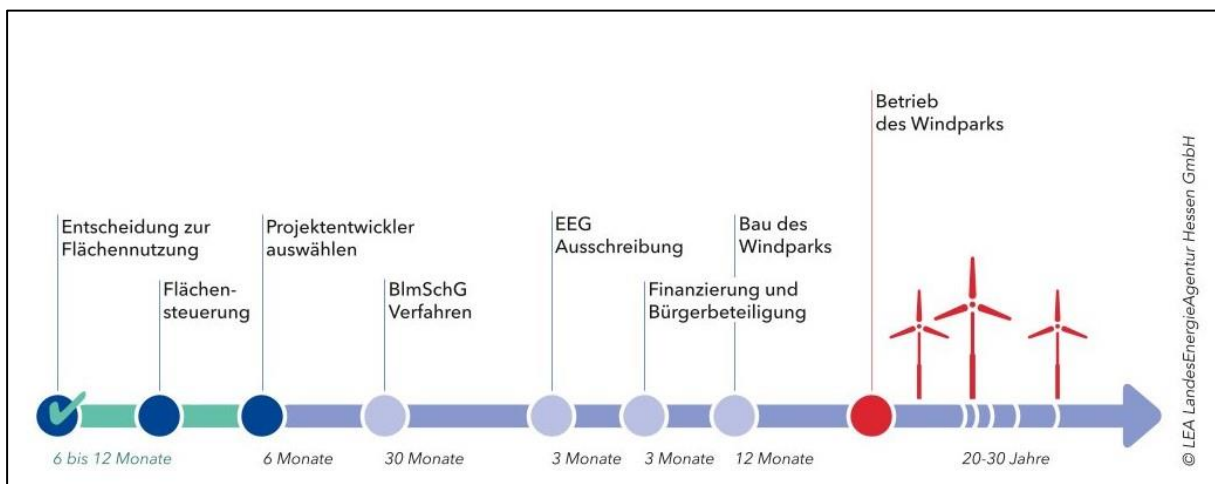 Betrieb
des Windparks
Entscheidung zur
Flächennutzung
Projektentwickler
auswählen
EEG
Ausschreibung
Bau des
Windparks
Flächen-
steuerung
BlmSchG
Verfahren
Finanzierung und
Bürgerbeteiligung
6 bis 12 Monate
6 Monate
30 Monate
3 Monate
3 Monate
12 Monate
20-30 Jahre
© LEA LandesEnergieAgentur Hessen GmbH